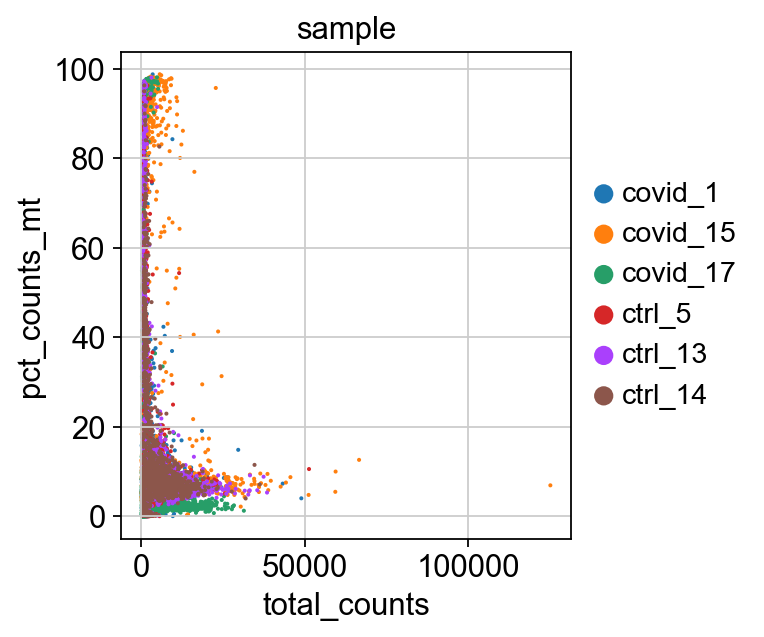 sample
pct_counts_mt
100
80
60
40
20
0
0
50000
100000
total_counts
covid_1
covid_15
covid_17
ctrl_5
ctrl_13
ctrl_14